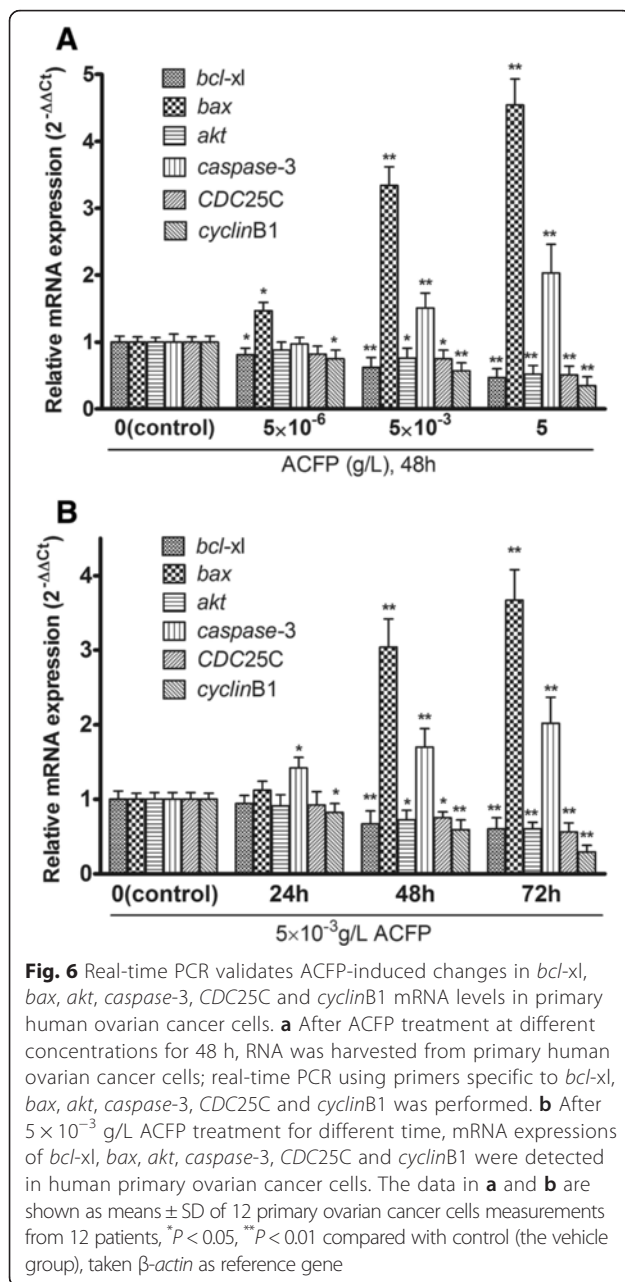 A
Relative mRNA expression (2^-ΔΔCt)
5
4
3
2
1
0
bcl-xl
bax
akt
caspase-3
CDC25C
cyclinB1
* * *
** ** * ** * **
** ** ** ** ** **
0(control) 5×10⁻⁶ 5×10⁻³ 5
ACFP (g/L), 48h
B
Relative mRNA expression (2^-ΔΔCt)
4
3
2
1
0
bcl-xl
bax
akt
caspase-3
CDC25C
cyclinB1
* *
** ** * ** * **
** ** ** ** ** **
0(control) 24h 48h 72h
5×10⁻³g/L ACFP
Fig. 6 Real-time PCR validates ACFP-induced changes in bcl-xl,
bax, akt, caspase-3, CDC25C and cyclinB1 mRNA levels in primary
human ovarian cancer cells. a After ACFP treatment at different
concentrations for 48 h, RNA was harvested from primary human
ovarian cancer cells; real-time PCR using primers specific to bcl-xl,
bax, akt, caspase-3, CDC25C and cyclinB1 was performed. b After
5 × 10⁻³ g/L ACFP treatment for different time, mRNA expressions
of bcl-xl, bax, akt, caspase-3, CDC25C and cyclinB1 were detected
in human primary ovarian cancer cells. The data in a and b are
shown as means ± SD of 12 primary ovarian cancer cells measurements
from 12 patients, *P < 0.05, **P < 0.01 compared with control (the vehicle
group), taken β-actin as reference gene